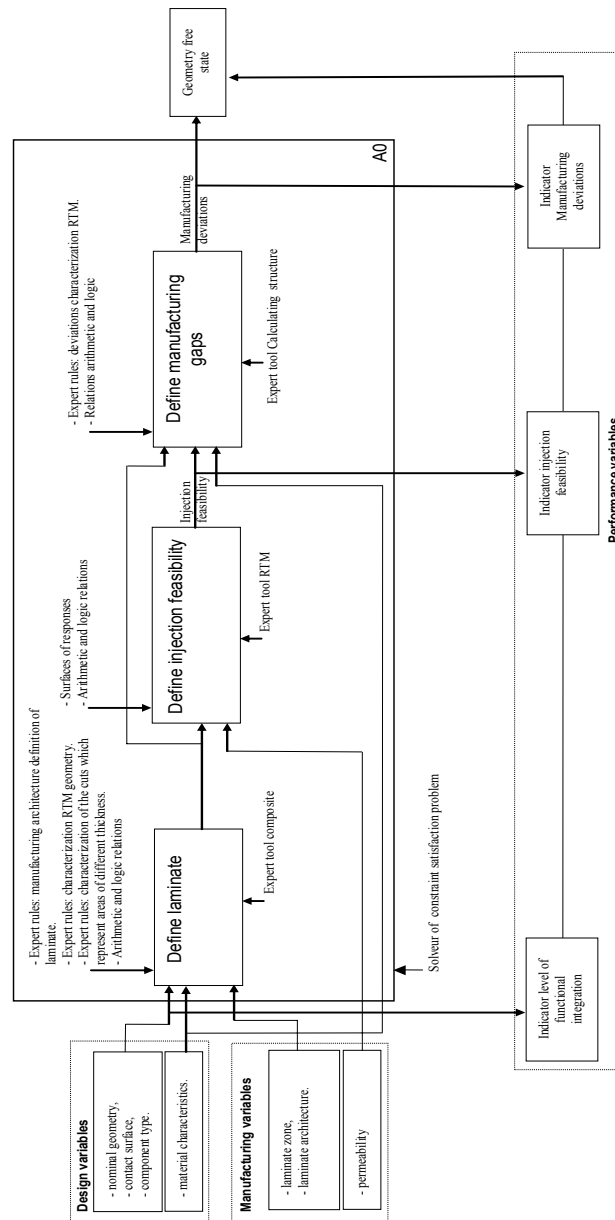 Design variables
- nominal geometry,
- contact surface,
- component type.
- material characteristics.
Manufacturing variables
- laminate zone,
- laminate architecture.
- permeability
- Expert rules: manufacturing architecture definition of
laminate.
- Expert rules: characterization RTM geometry.
- Expert rules: characterization of the cuts which
represent areas of different thickness.
- Arithmetic and logic relations
Define laminate
Expert tool composite
Solveur of constraint satisfaction problem
- Surfaces of responses
- Arithmetic and logic relations
Define injection feasibility
Expert tool RTM
Injection
feasibility
- Expert rules: deviations characterization RTM.
- Relations arithmetic and logic
Define manufacturing
gaps
Expert tool Calculating structure
Manufacturing
deviations
A0
Geometry free
state
Indicator level of
functional
integration
Indicator injection
feasibility
Indicator
Manufacturing
deviations
Performance variables